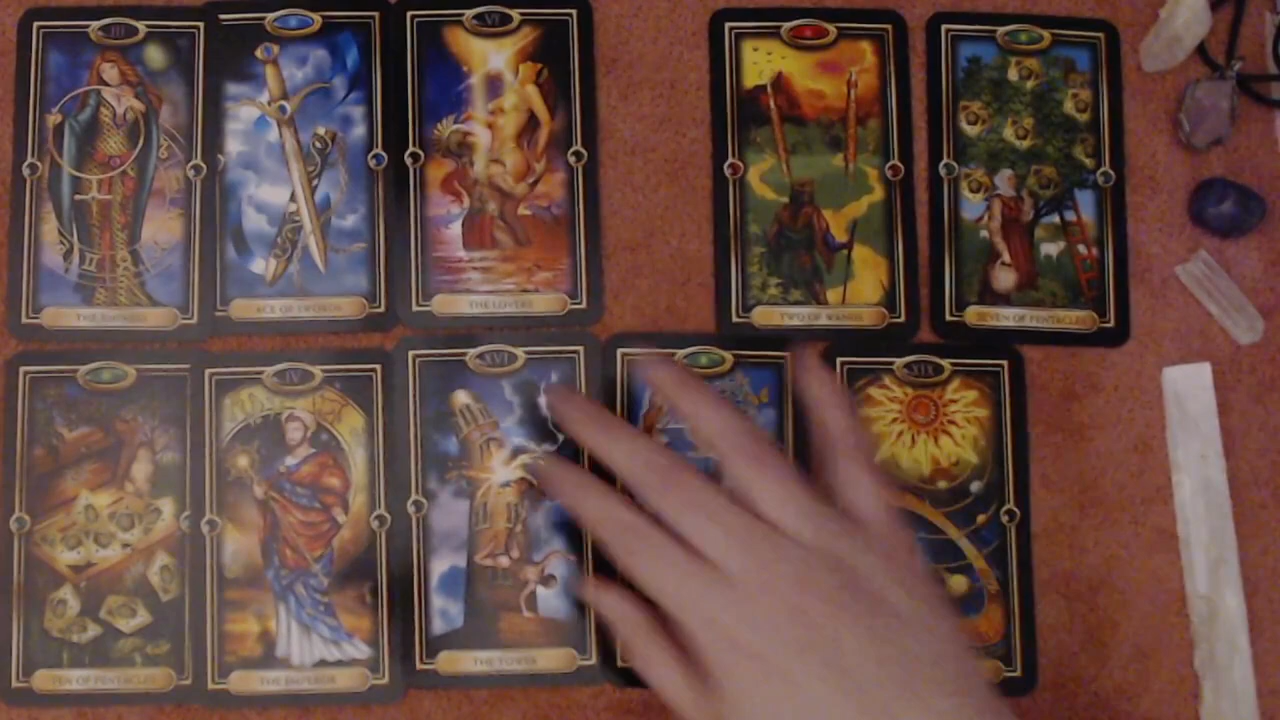 III
VI
THE EMPRESS
ACE OF SWORDS
THE LOVERS
TWO OF WANDS
SEVEN OF PENTACLES
IV
XVI
XIX
TEN OF PENTACLES
THE EMPEROR
THE TOWER